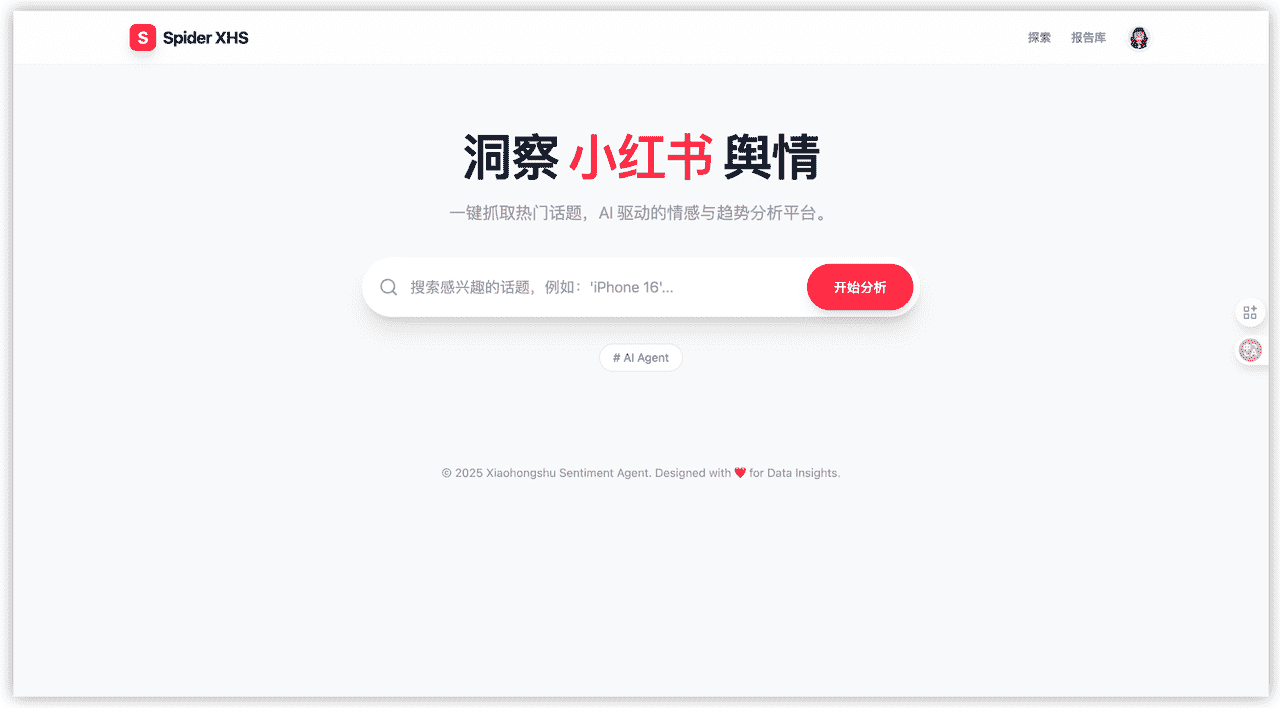 S Spider XHS
探索 报告库
洞察 小红书 舆情
一键抓取热门话题，AI 驱动的情感与趋势分析平台。
搜索感兴趣的话题，例如：'iPhone 16'...
开始分析
# AI Agent
© 2025 Xiaohongshu Sentiment Agent. Designed with ❤️ for Data Insights.